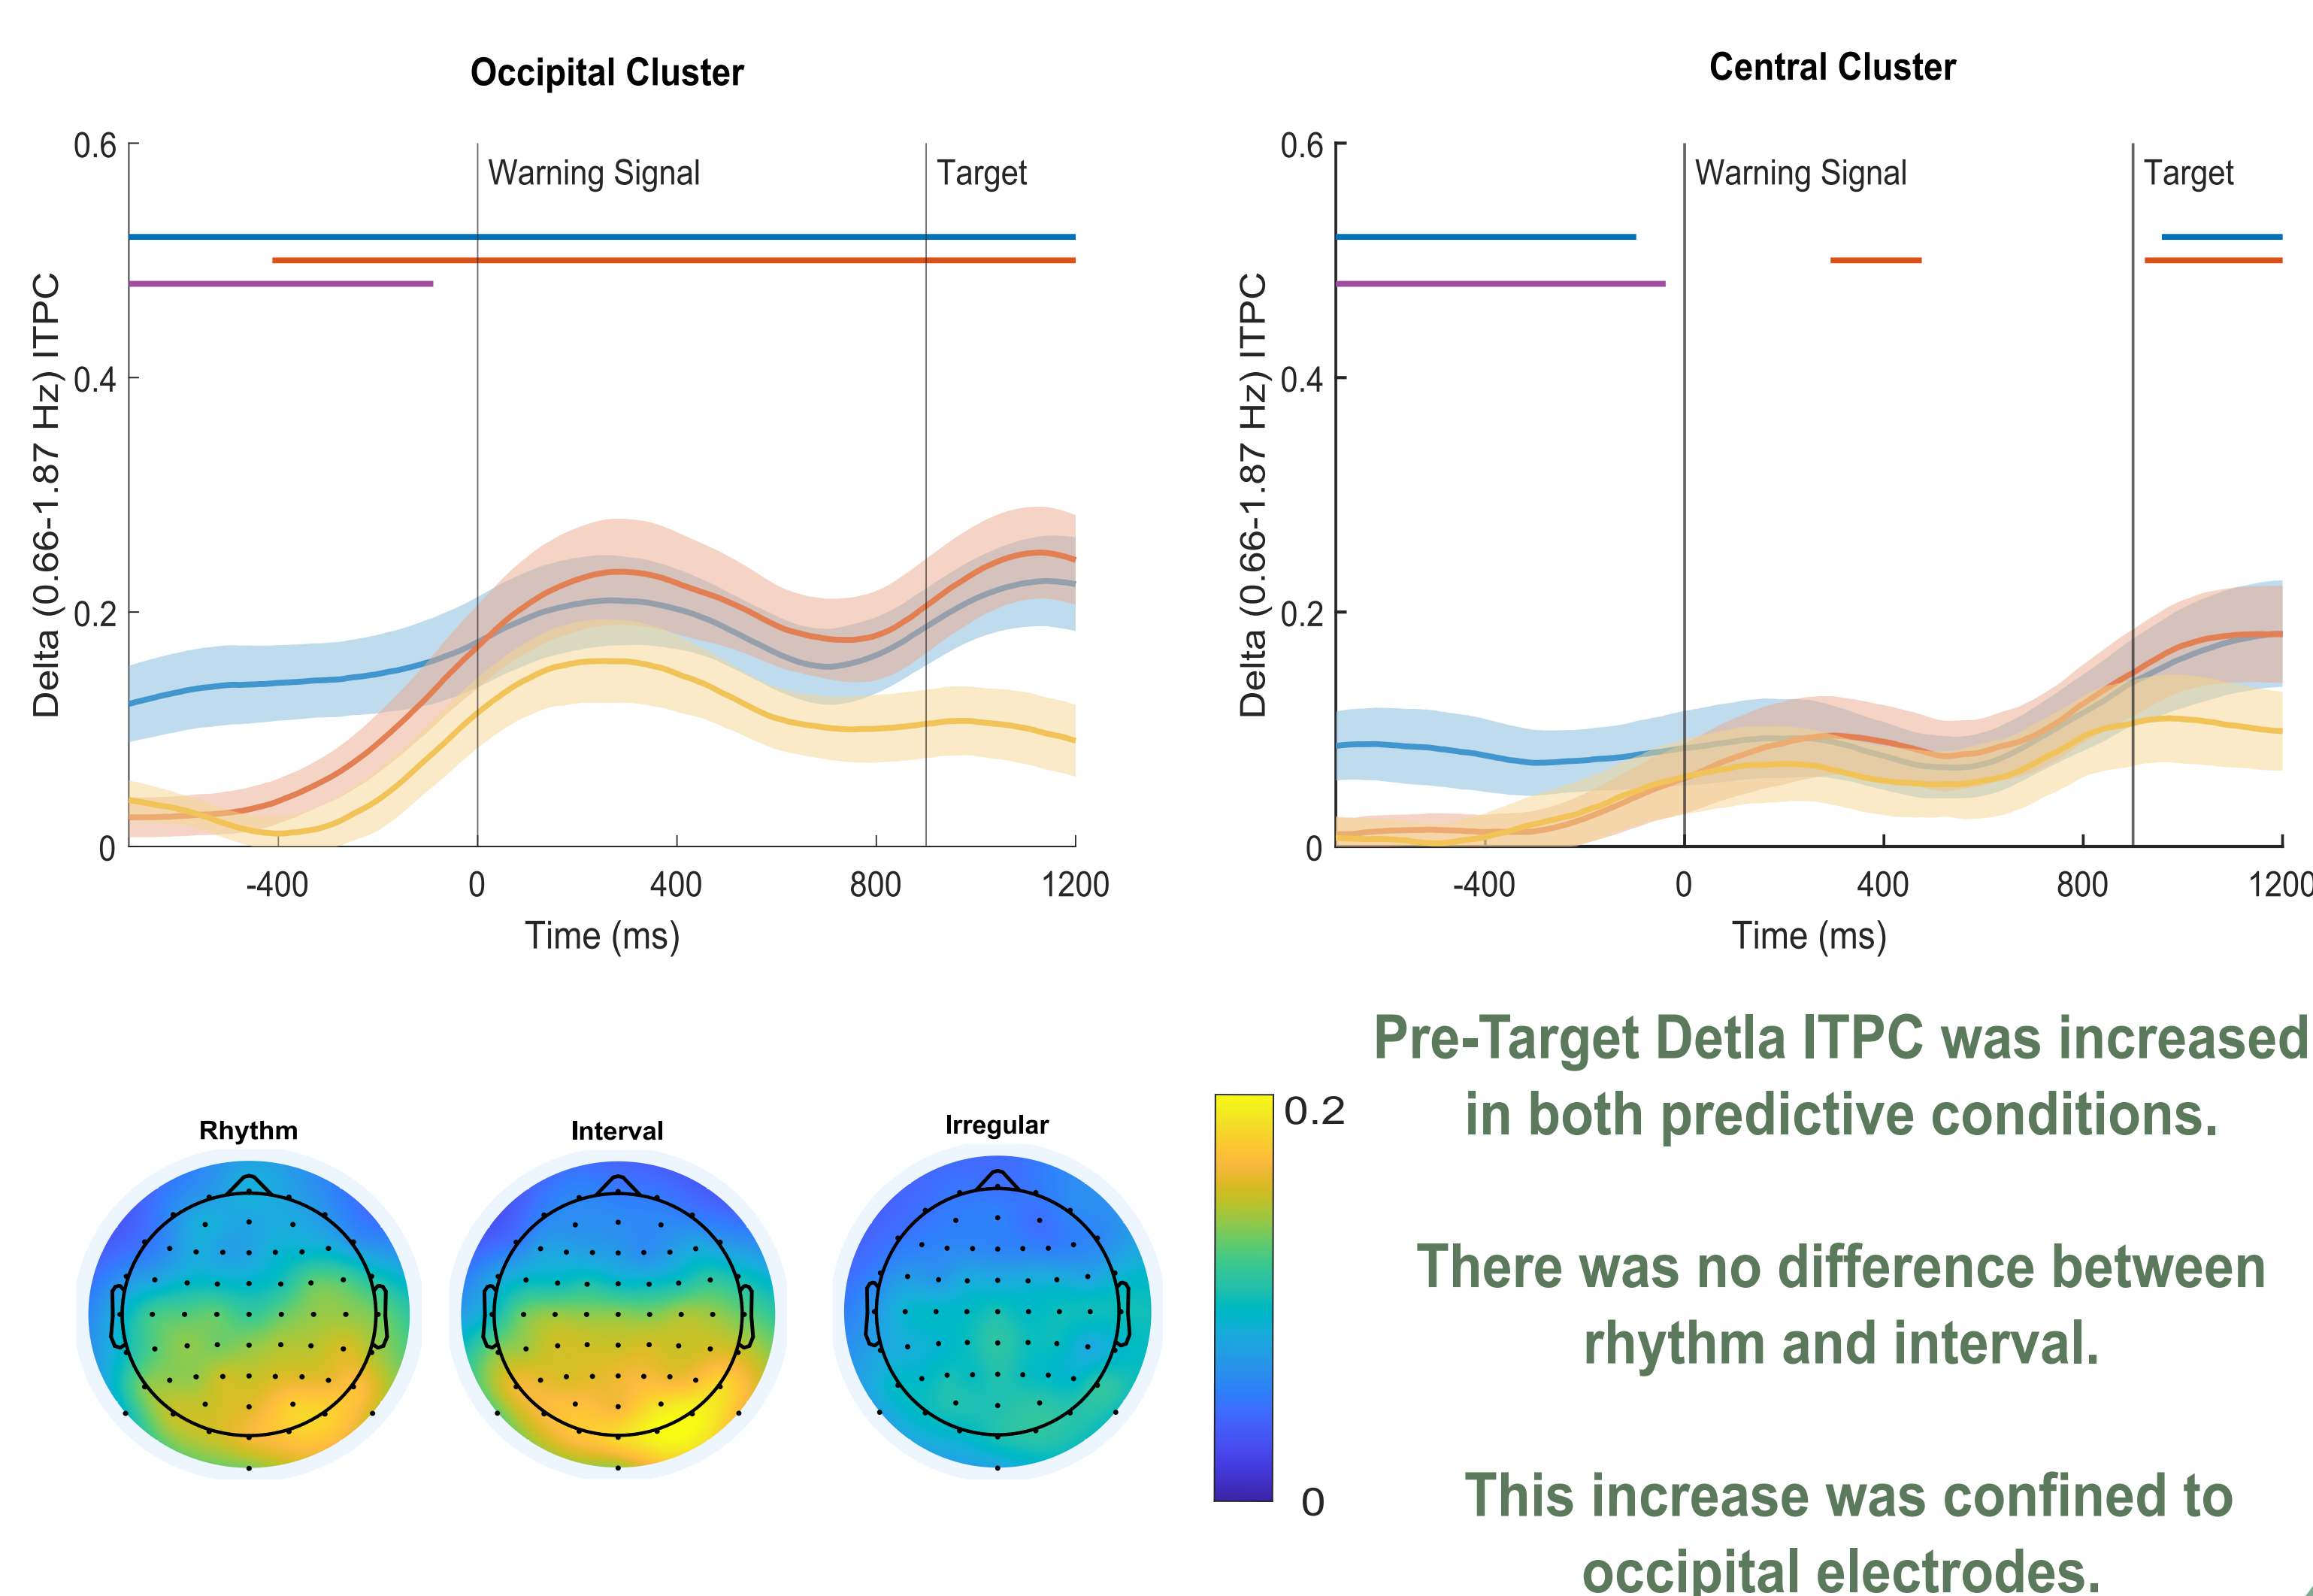 Occipital Cluster
0.6
0.4
0.2
0
Delta (0.66-1.87 Hz) ITPC
Warning Signal
Target
-400
0
400
800
1200
Time (ms)
Central Cluster
0.6
0.4
0.2
0
Delta (0.66-1.87 Hz) ITPC
Warning Signal
Target
-400
0
400
800
1200
Time (ms)
Rhythm
Interval
Irregular
0.2
0
Pre-Target Detla ITPC was increased
in both predictive conditions.
There was no difference between
rhythm and interval.
This increase was confined to
occipital electrodes.